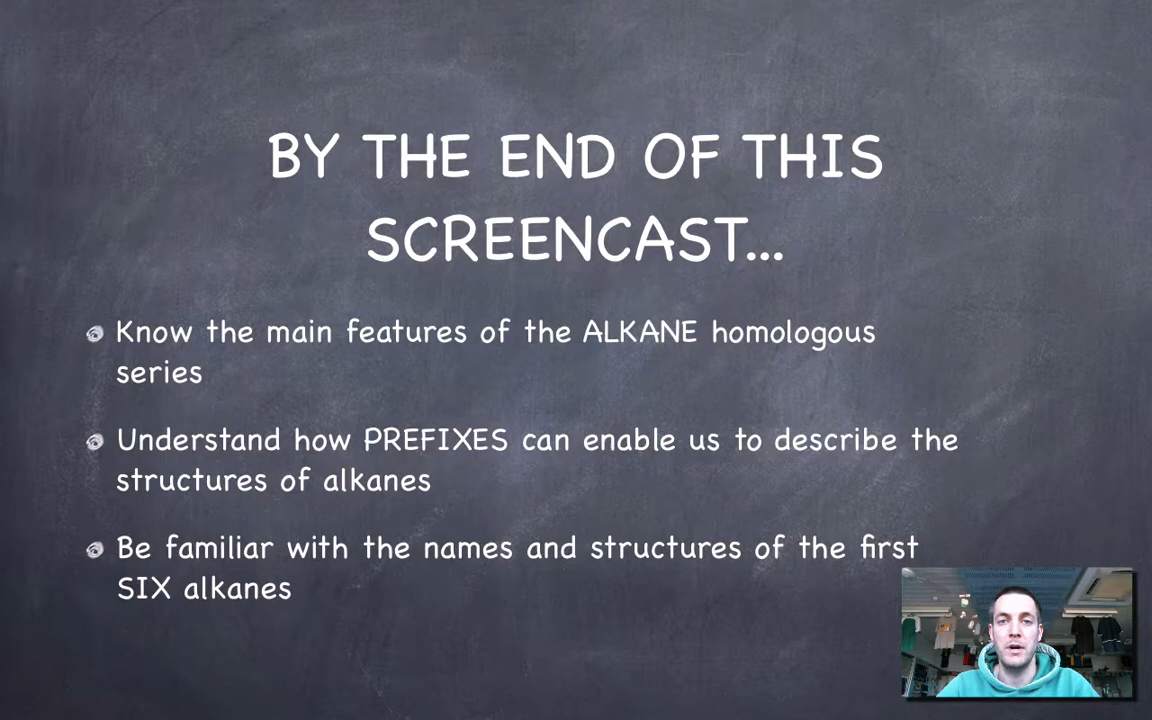 BY THE END OF THIS
SCREENCAST...
Know the main features of the ALKANE homologous
series
Understand how PREFIXES can enable us to describe the
structures of alkanes
Be familiar with the names and structures of the first
SIX alkanes